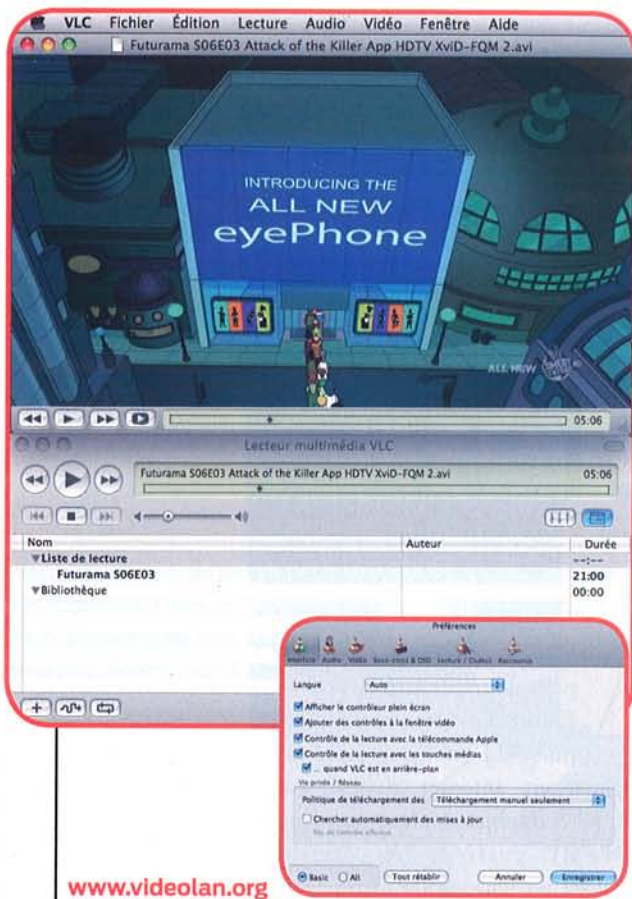 VLC Fichier Édition Lecture Audio Vidéo Fenêtre Aide
Futurama S06E03 Attack of the Killer App HDTV XviD-FQM 2.avi
INTRODUCING THE
ALL NEW
eyePhone
ALL NEW
05:06
Lecteur multimédia VLC
Futurama S06E03 Attack of the Killer App HDTV XviD-FQM 2.avi 05:06
Nom Auteur Durée
Liste de lecture --:--
Futurama S06E03 21:00
Bibliothèque 00:00
Préférences
Interface Audio Vidéo Sous-titres & OSD Lecture / Codecs Raccourcis
Langue Auto
Afficher le contrôleur plein écran
Ajouter des contrôles à la fenêtre vidéo
Contrôle de la lecture avec la télécommande Apple
Contrôle de la lecture avec les touches médias
... quand VLC est en arrière-plan
Vie privée / Réseau
Politique de téléchargement des Téléchargement manuel seulement
Chercher automatiquement des mises à jour
Basic All Tout rétablir Annuler Enregistrer
www.videolan.org